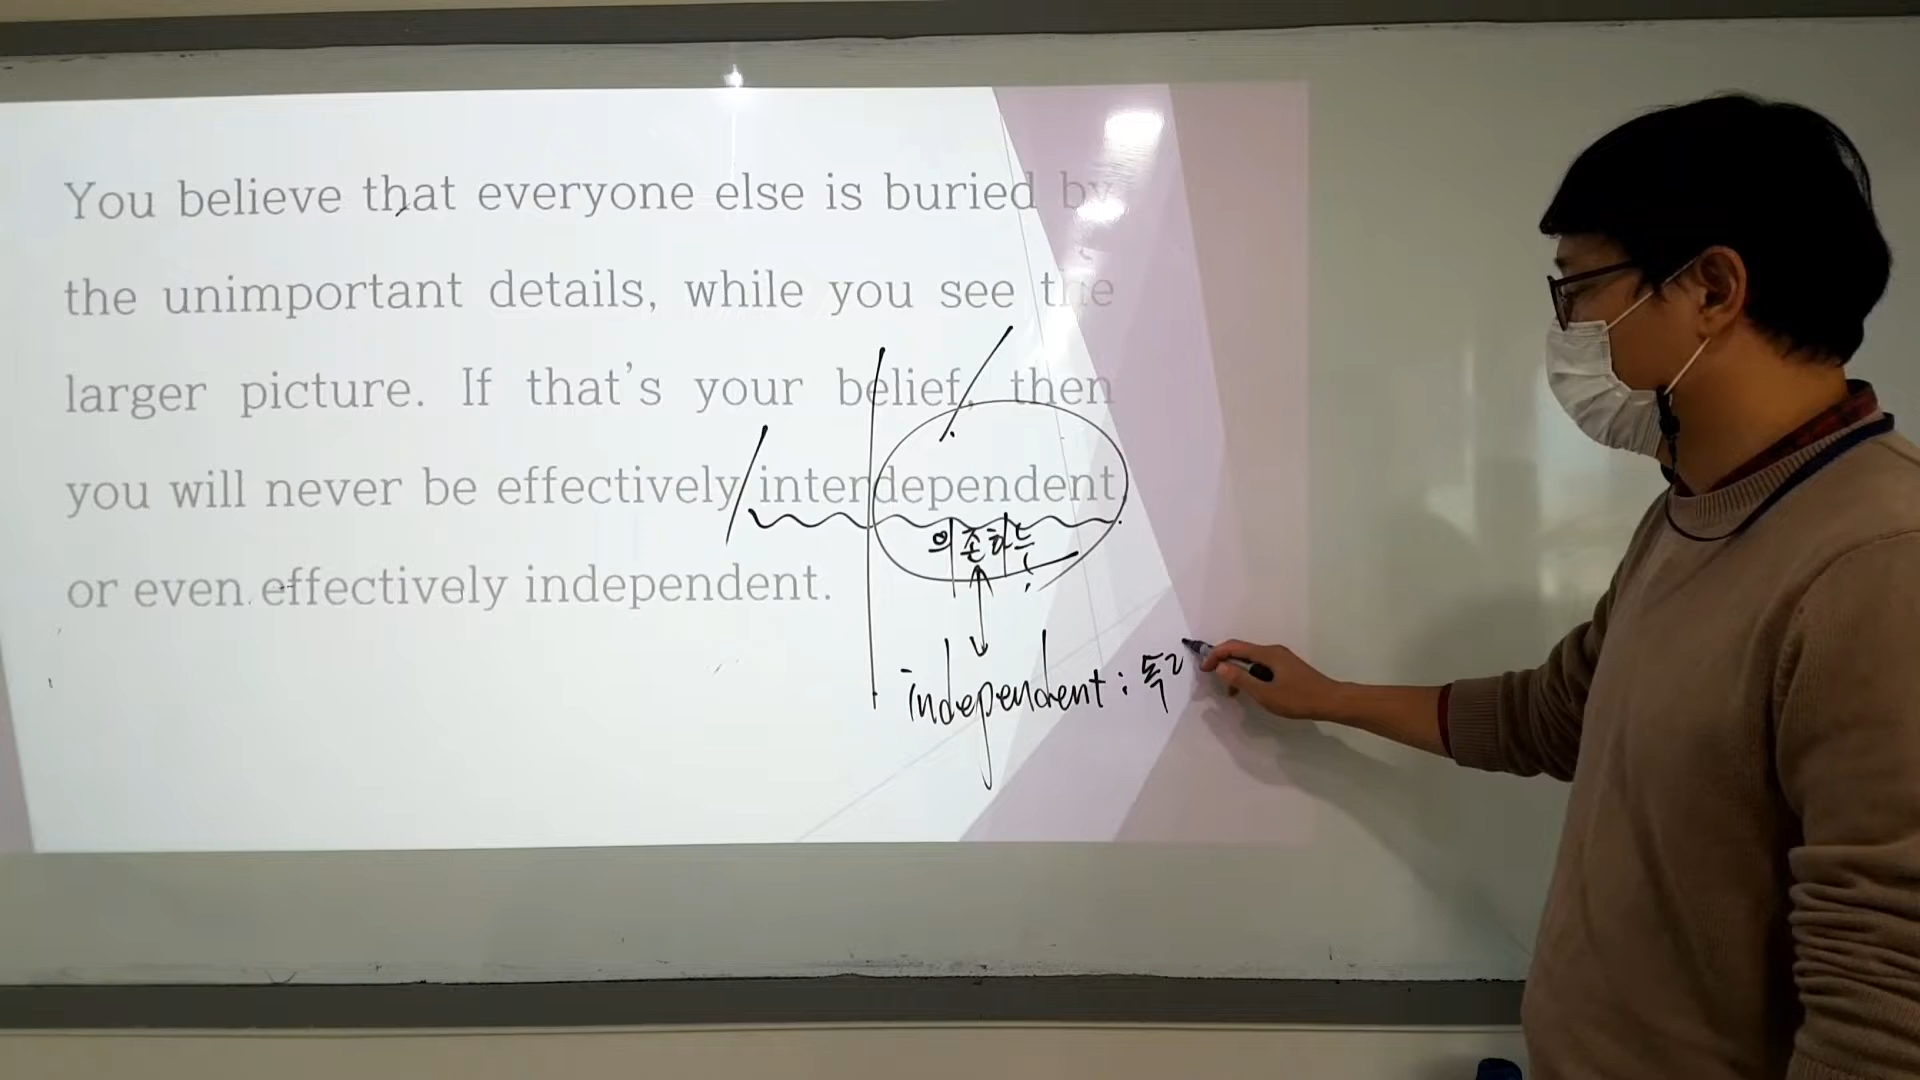 You believe that everyone else is buried by
the unimportant details, while you see the
larger picture. If that's your belief, then
you will never be effectively interdependent,
or even effectively independent.
의존하는
independent : 독